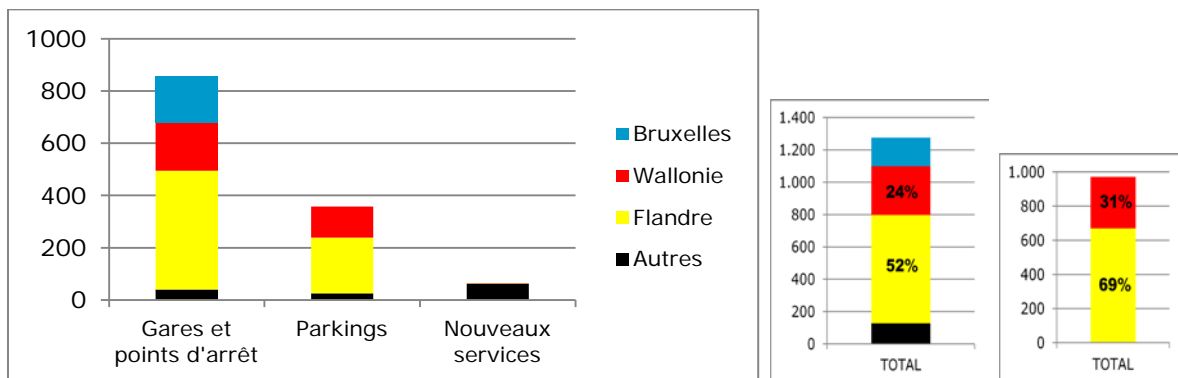 1000
800
600
400
200
0
Gares et
points d'arrêt
Parkings
Nouveaux
services
Bruxelles
Wallonie
Flandre
Autres
1.400
1.200
1.000
800
600
400
200
0
24%
52%
TOTAL
1.000
800
600
400
200
0
31%
69%
TOTAL